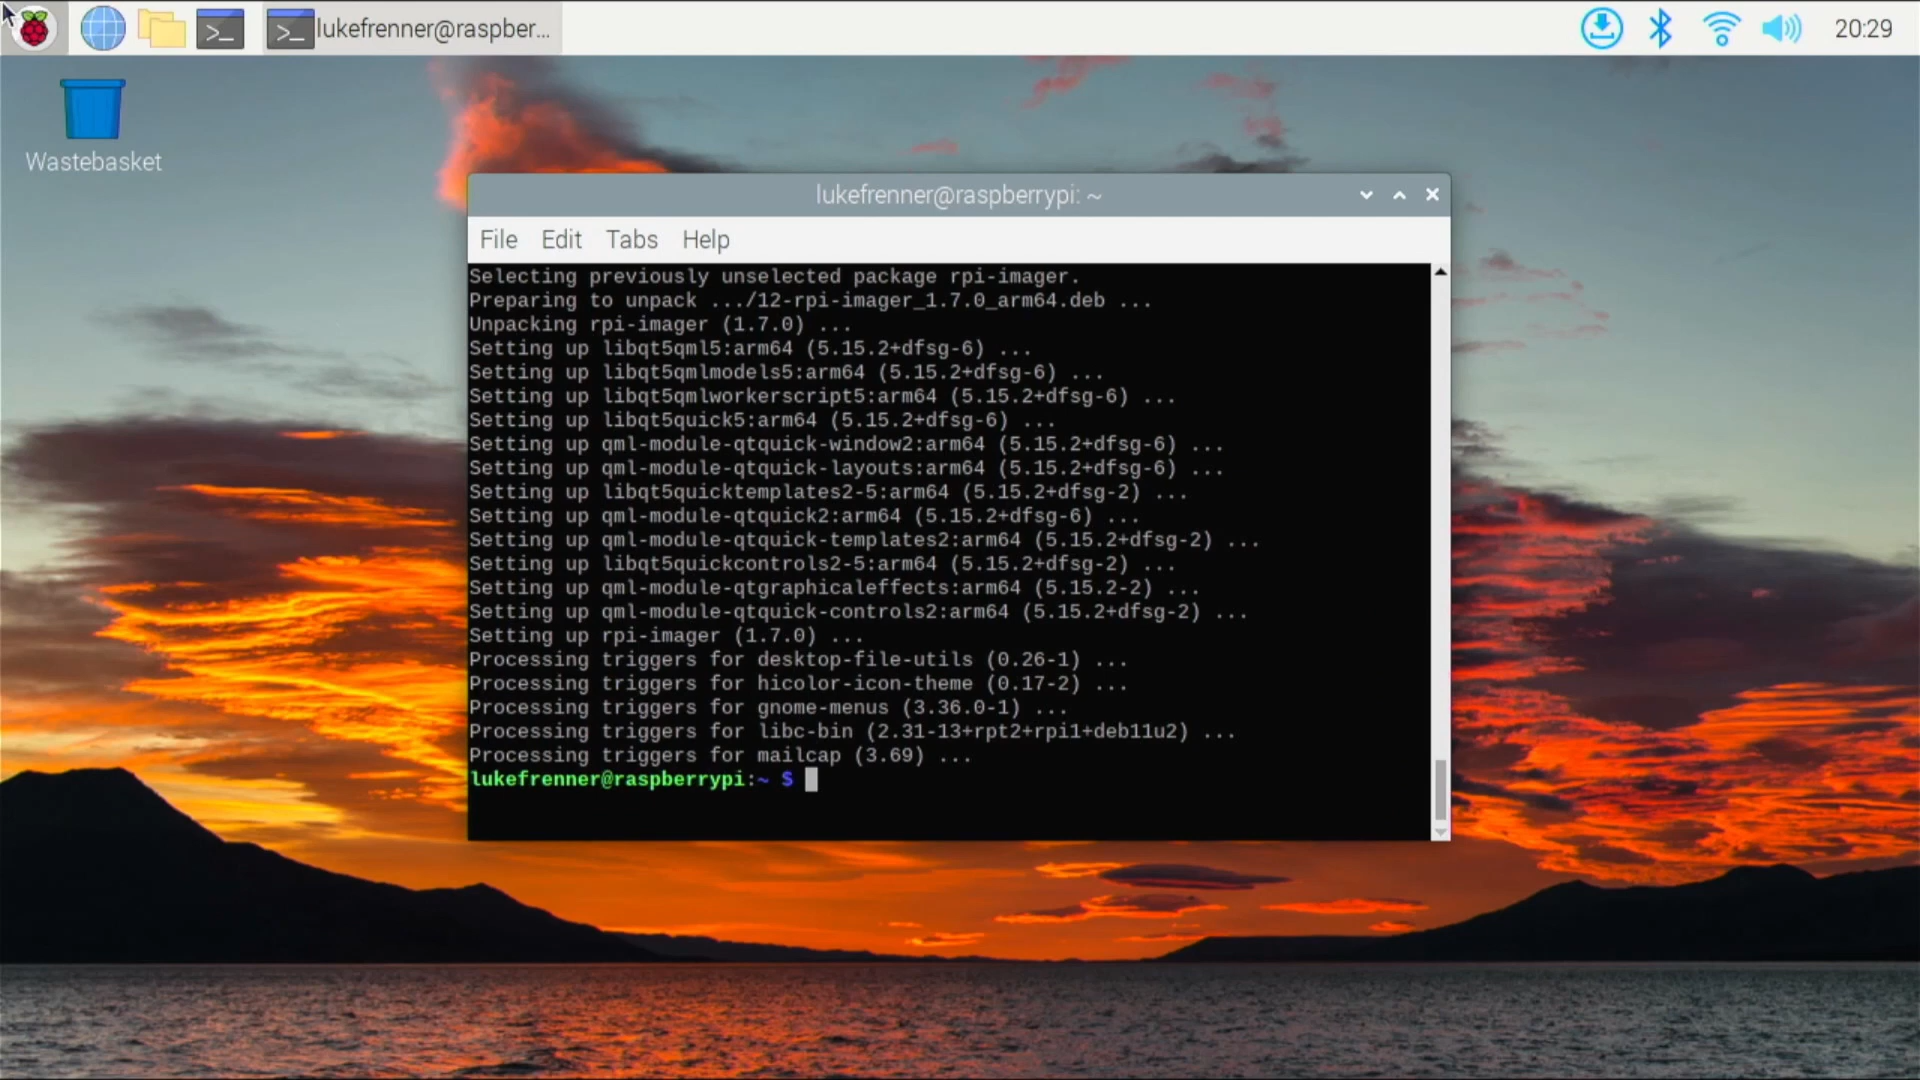 lukefrenner@raspber...
20:29
Wastebasket
lukefrenner@raspberrypi: ~
File Edit Tabs Help
Selecting previously unselected package rpi-imager.
Preparing to unpack .../12-rpi-imager_1.7.0_arm64.deb ...
Unpacking rpi-imager (1.7.0) ...
Setting up libqt5qml5:arm64 (5.15.2+dfsg-6) ...
Setting up libqt5qmlmodels5:arm64 (5.15.2+dfsg-6) ...
Setting up libqt5qmlworkerscript5:arm64 (5.15.2+dfsg-6) ...
Setting up libqt5quick5:arm64 (5.15.2+dfsg-6) ...
Setting up qml-module-qtquick-window2:arm64 (5.15.2+dfsg-6) ...
Setting up qml-module-qtquick-layouts:arm64 (5.15.2+dfsg-6) ...
Setting up libqt5quicktemplates2-5:arm64 (5.15.2+dfsg-2) ...
Setting up qml-module-qtquick2:arm64 (5.15.2+dfsg-6) ...
Setting up qml-module-qtquick-templates2:arm64 (5.15.2+dfsg-2) ...
Setting up libqt5quickcontrols2-5:arm64 (5.15.2+dfsg-2) ...
Setting up qml-module-qtgraphicaleffects:arm64 (5.15.2-2) ...
Setting up qml-module-qtquick-controls2:arm64 (5.15.2+dfsg-2) ...
Setting up rpi-imager (1.7.0) ...
Processing triggers for desktop-file-utils (0.26-1) ...
Processing triggers for hicolor-icon-theme (0.17-2) ...
Processing triggers for gnome-menus (3.36.0-1) ...
Processing triggers for libc-bin (2.31-13+rpt2+rpi1+deb11u2) ...
Processing triggers for mailcap (3.69) ...
lukefrenner@raspberrypi:~ $